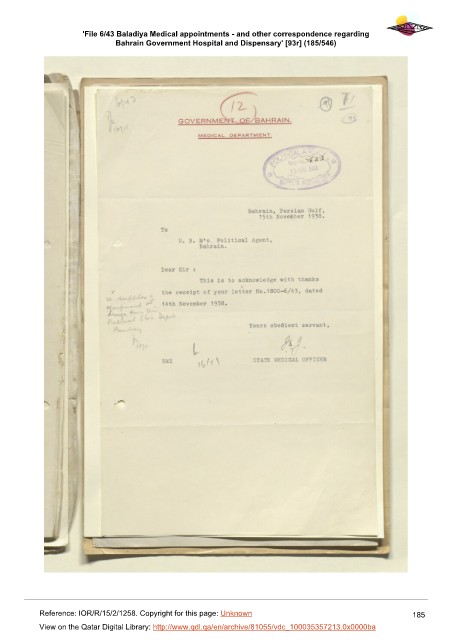 'File 6/43 Baladiya Medical appointments - and other correspondence regarding
Bahrain Government Hospital and Dispensary' [93r] (185/546)
6/43
12
GOVERNMENT OF BAHRAIN.
MEDICAL DEPARTMENT.
Bahrain, Persian Gulf,
15th November 1938.
To
H. B. M's Political Agent,
Bahrain.
Dear Sir :
This is to acknowledge with thanks
the receipt of your letter No.1800-6/43, dated
14th November 1938.
Yours obedient servant,
16/11
STATE MEDICAL OFFICER
Reference: IOR/R/15/2/1258. Copyright for this page: Unknown
View on the Qatar Digital Library: http://www.qdl.qa/en/archive/81055/vdc_100035357213.0x0000ba
185